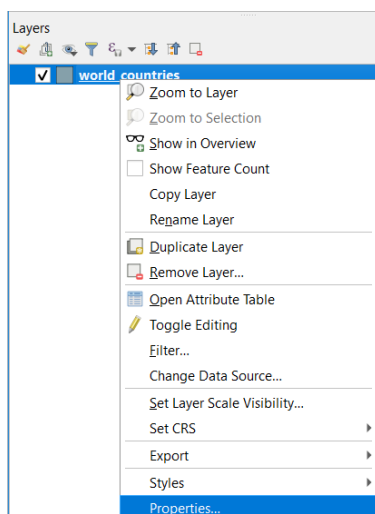 Layers
world_countries
Zoom to Layer
Zoom to Selection
Show in Overview
Show Feature Count
Copy Layer
Rename Layer
Duplicate Layer
Remove Layer...
Open Attribute Table
Toggle Editing
Filter...
Change Data Source...
Set Layer Scale Visibility...
Set CRS
Export
Styles
Properties...